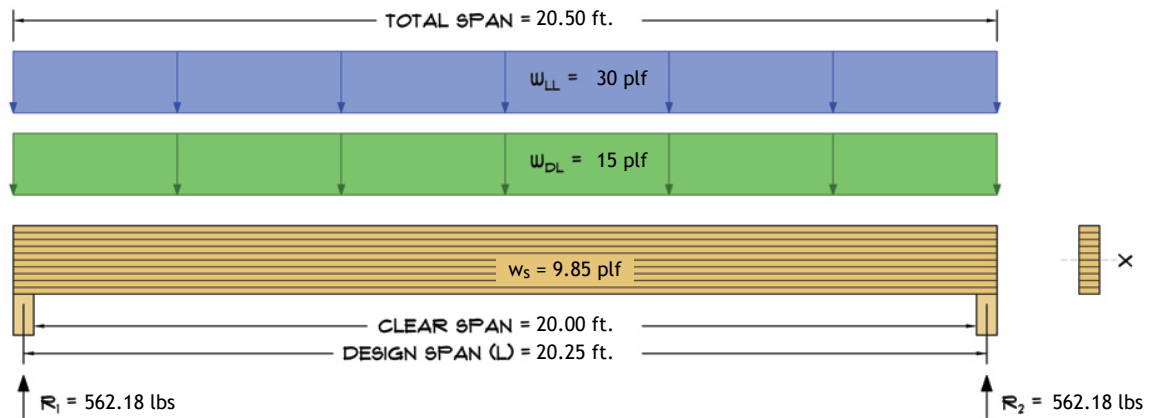 TOTAL SPAN = 20.50 ft.
WLL = 30 plf
WDL = 15 plf
ws = 9.85 plf
X
CLEAR SPAN = 20.00 ft.
DESIGN SPAN (L) = 20.25 ft.
R1 = 562.18 lbs
R2 = 562.18 lbs